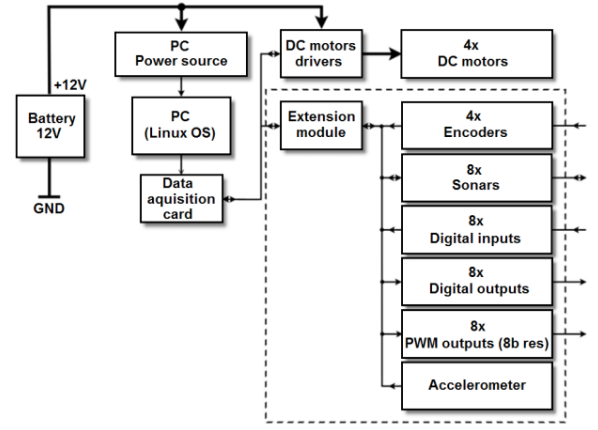 PC
Power source
DC motors
drivers
4x
DC motors
+12V
Battery
12V
PC
(Linux OS)
Extension
module
4x
Encoders
Data
aquisition
card
8x
Sonars
GND
8x
Digital inputs
8x
Digital outputs
8x
PWM outputs (8b res)
Accelerometer